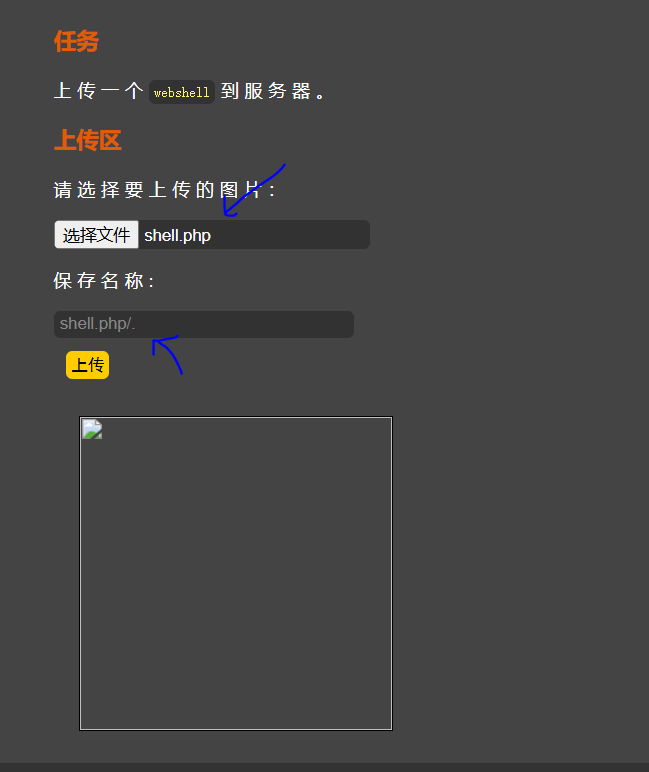 任务
上传一个 webshell 到服务器。
上传区
请选择要上传的图片：
选择文件 shell.php
保存名称:
shell.php/.
上传